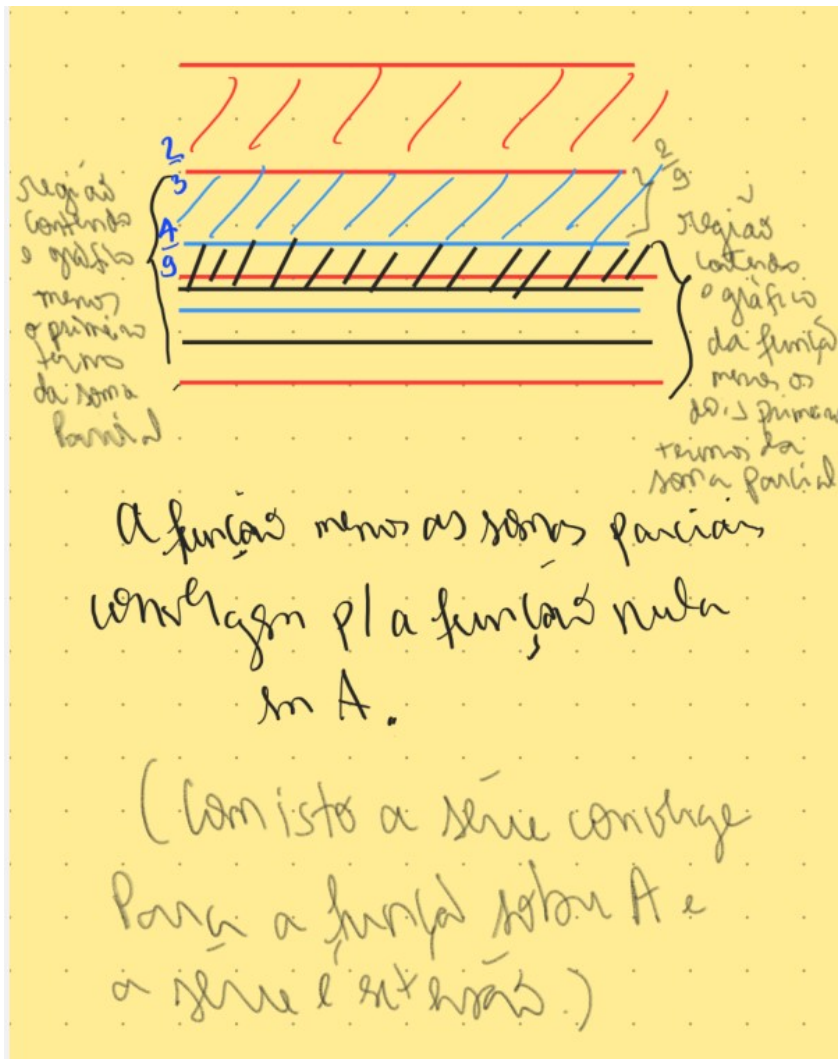 2
3
4
9
2
9
região
contendo
o gráfico
menos
o primeiro
termo
da soma
Parcial
região
contendo
o gráfico
da função
menos os
dois primeiros
termos da
soma parcial
A função menos as somas parciais
convergem p/ a função nula
em A.
(Com isto a série converge
Para a função sobre A e
a série é extensão.)